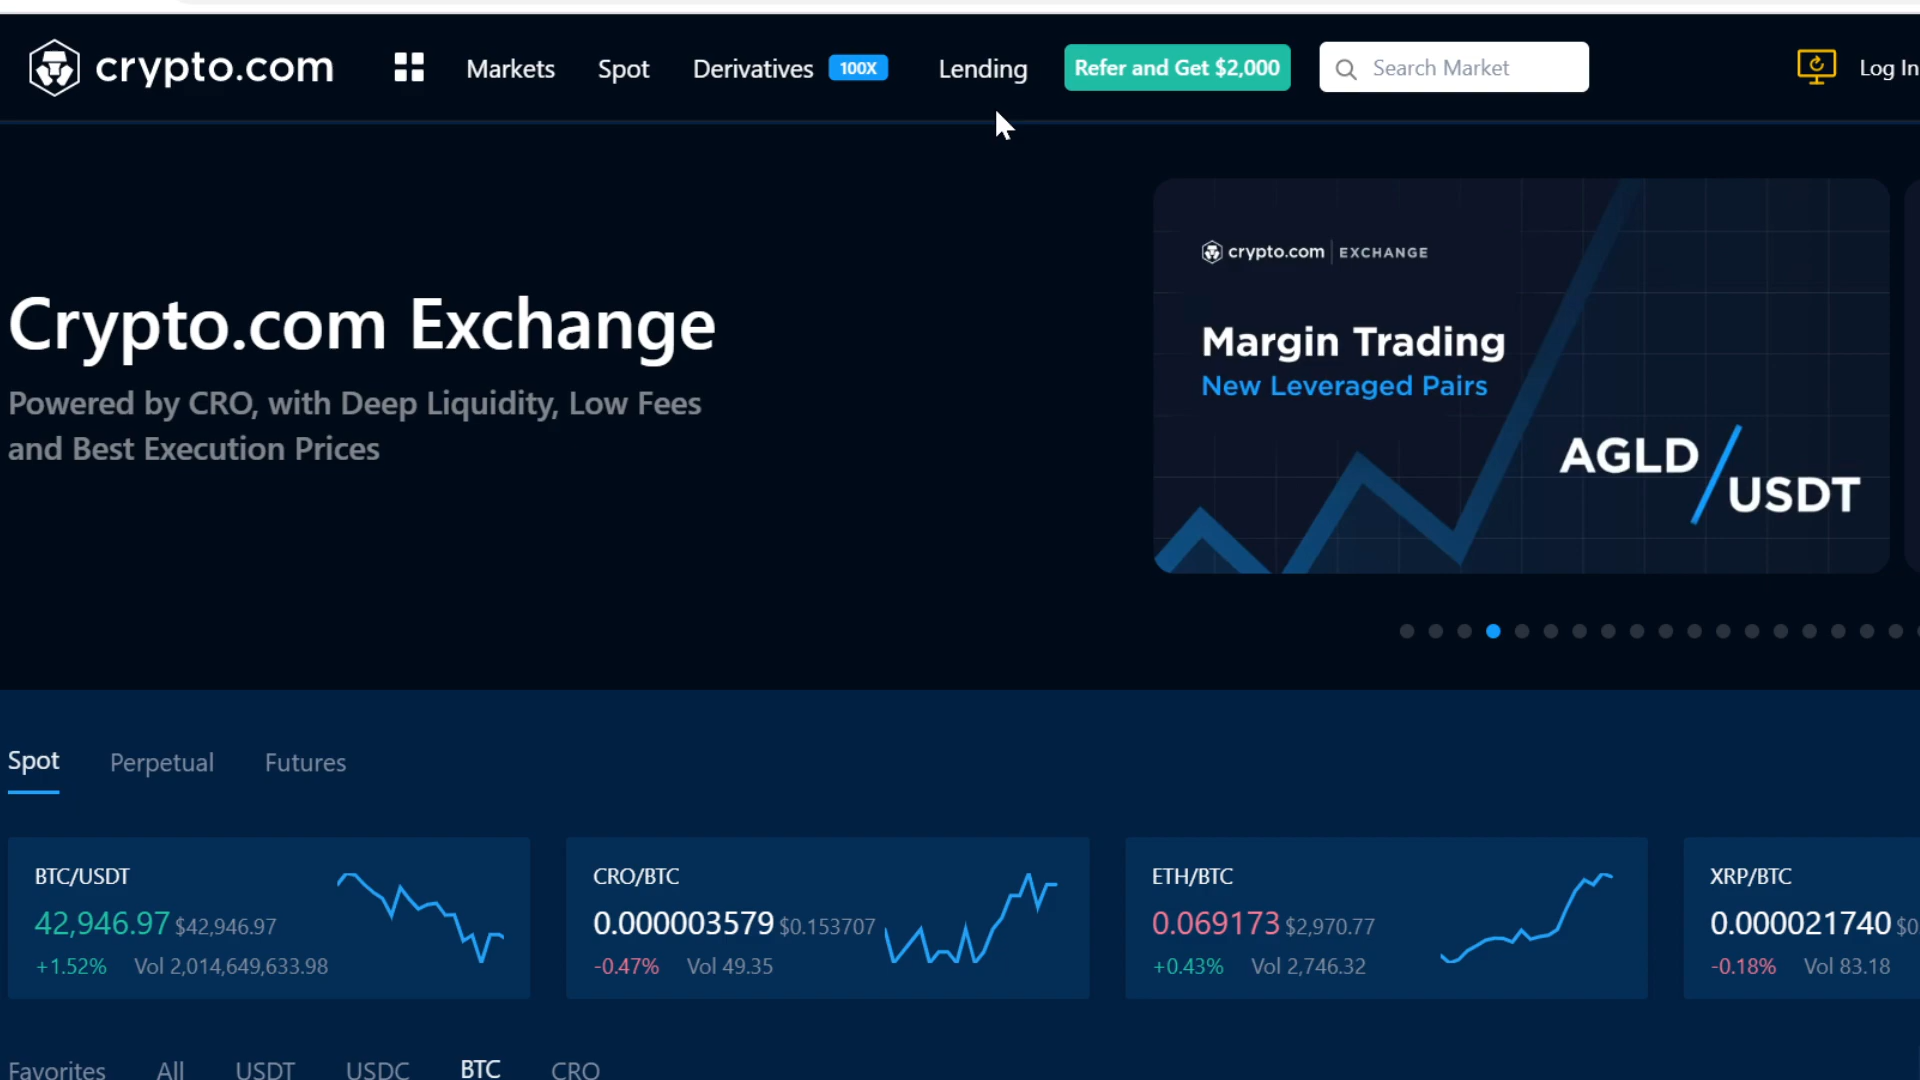 crypto.com Markets Spot Derivatives 100X Lending Refer and Get $2,000 Search Market Log In
crypto.com | EXCHANGE
Margin Trading
New Leveraged Pairs
AGLD/USDT
Crypto.com Exchange
Powered by CRO, with Deep Liquidity, Low Fees
and Best Execution Prices
Spot Perpetual Futures
BTC/USDT
42,946.97 $42,946.97
+1.52% Vol 2,014,649,633.98
CRO/BTC
0.000003579 $0.153707
-0.47% Vol 49.35
ETH/BTC
0.069173 $2,970.77
+0.43% Vol 2,746.32
XRP/BTC
0.000021740
-0.18% Vol 83.18
Favorites All USDT USDC BTC CRO